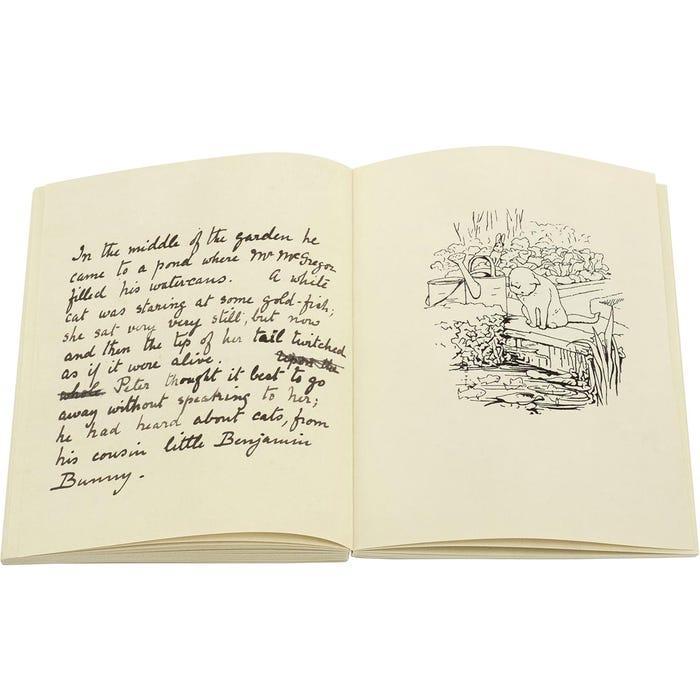 In the middle of the garden he
came to a pond where Mr McGregor
filled his watercans. A white
cat was staring at some gold-fish;
she sat very very still, but now
and then the tip of her tail twitched
as if it were alive. upon the
whole Peter thought it best to go
away without speaking to her;
he had heard about cats, from
his cousin little Benjamin
Bunny.